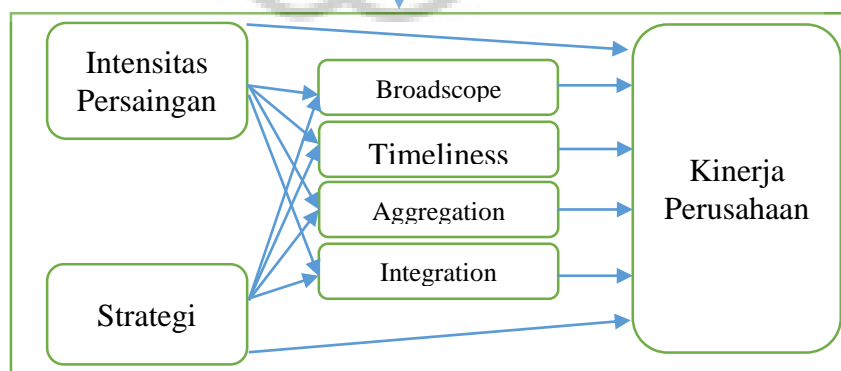 Intensitas
Persaingan
Broadscope
Timeliness
Aggregation
Integration
Strategi
Kinerja
Perusahaan